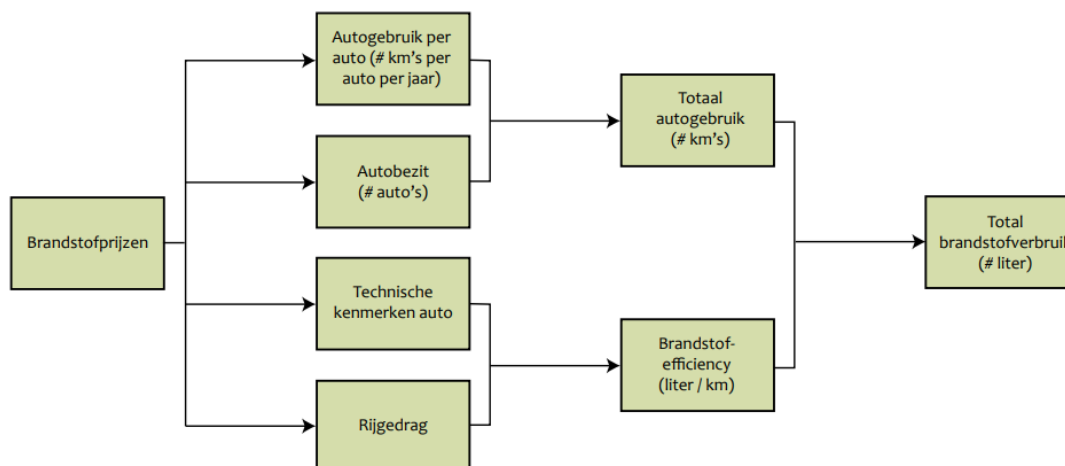 Brandstofprijzen
Autogebruik per
auto (# km's per
auto per jaar)
Autobezit
(# auto's)
Technische
kenmerken auto
Rijgedrag
Totaal
autogebruik
(# km's)
Brandstof-
efficiency
(liter / km)
Total
brandstofverbruik
(# liter)